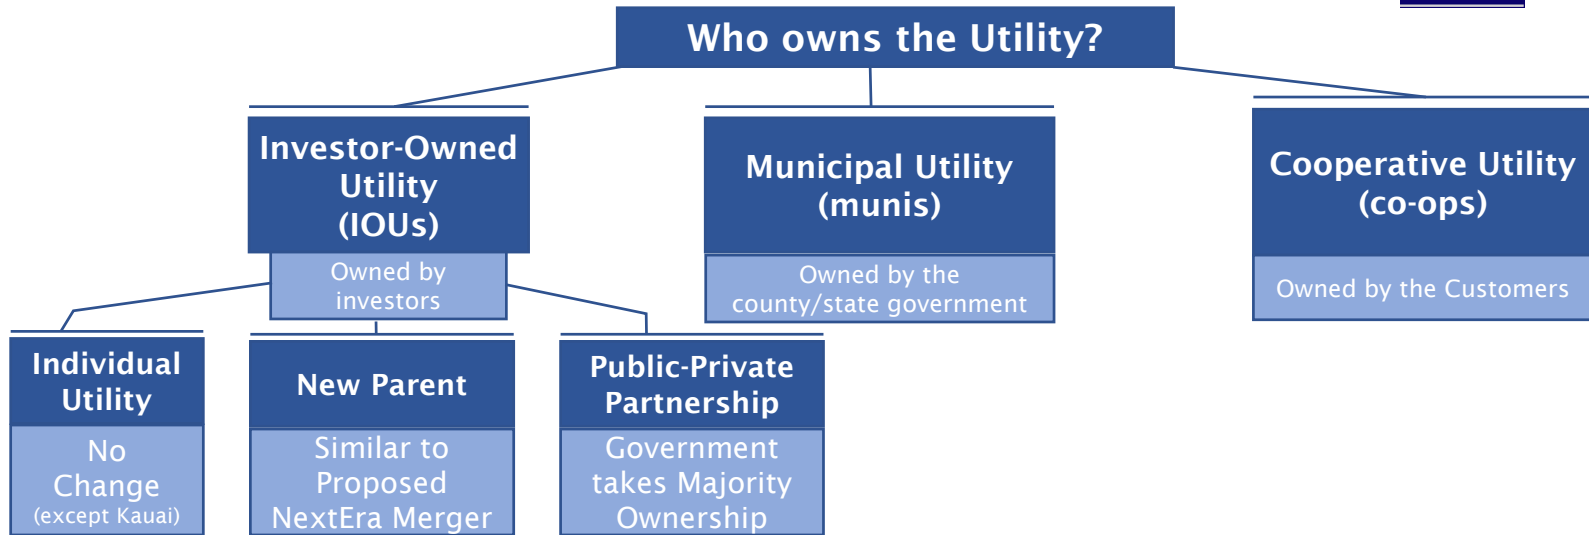 Who owns the Utility?
Investor-Owned
Utility
(IOUs)
Owned by
investors
Municipal Utility
(munis)
Owned by the
county/state government
Cooperative Utility
(co-ops)
Owned by the Customers
Individual
Utility
No
Change
(except Kauai)
New Parent
Similar to
Proposed
NextEra Merger
Public-Private
Partnership
Government
takes Majority
Ownership